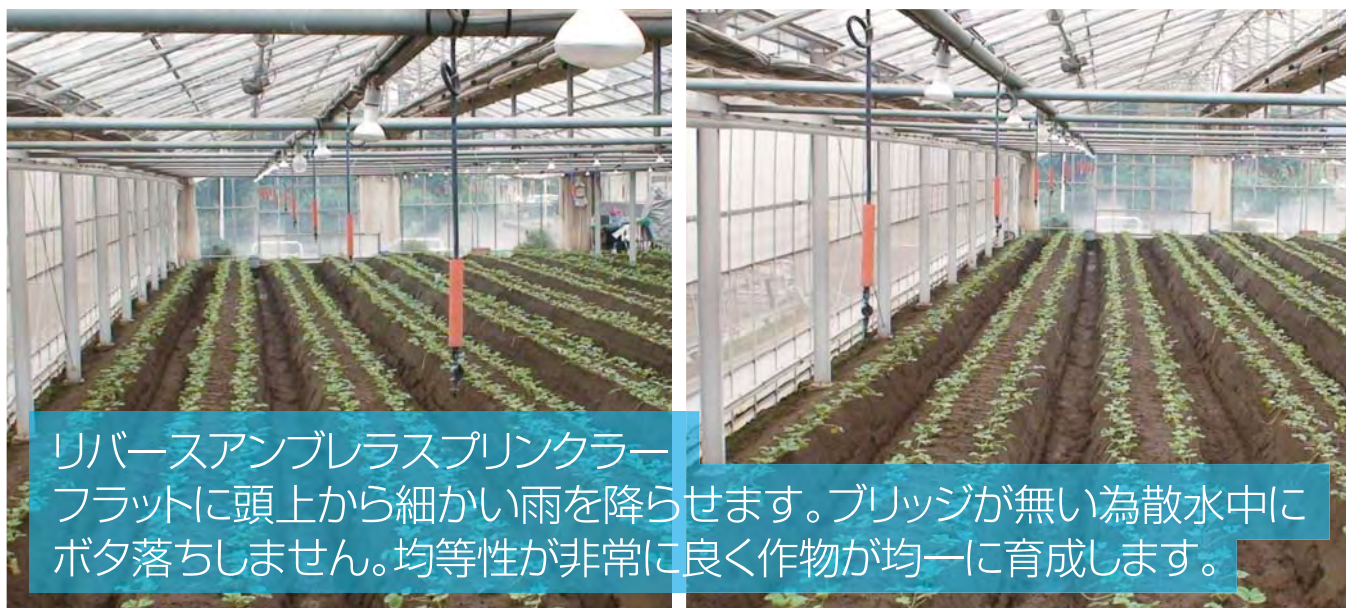 リバースアンブレラスプリンクラー
フラットに頭上から細かい雨を降らせます。ブリッジが無い為散水中に
ボタ落ちしません。均等性が非常に良く作物が均一に育成します。